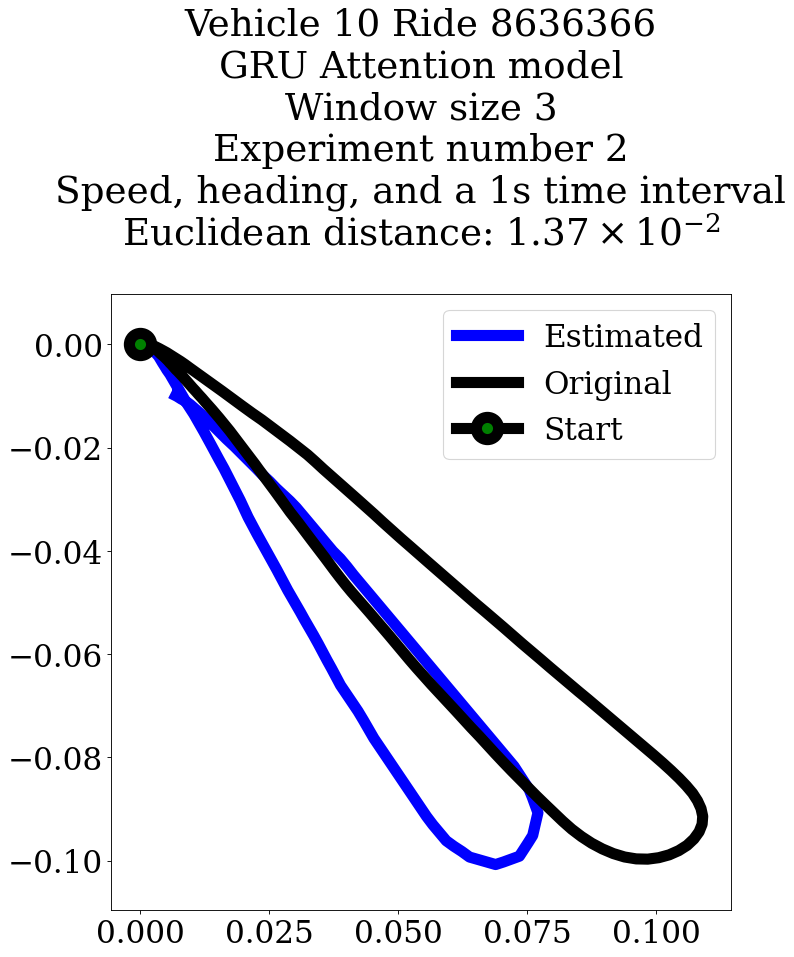 Vehicle 10 Ride 8636366
GRU Attention model
Window size 3
Experiment number 2
Speed, heading, and a 1s time interval
Euclidean distance: 1.37 × 10⁻²
Estimated
Original
Start
0.00
−0.02
−0.04
−0.06
−0.08
−0.10
0.000 0.025 0.050 0.075 0.100